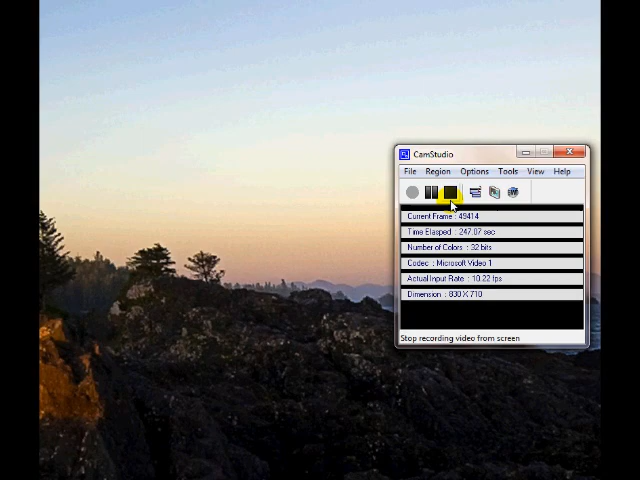 CamStudio
File Region Options Tools View Help
Current Frame : 49414
Time Elasped : 247.07 sec
Number of Colors : 32 bits
Codec : Microsoft Video 1
Actual Input Rate : 10.22 fps
Dimension : 830 X 710
Stop recording video from screen